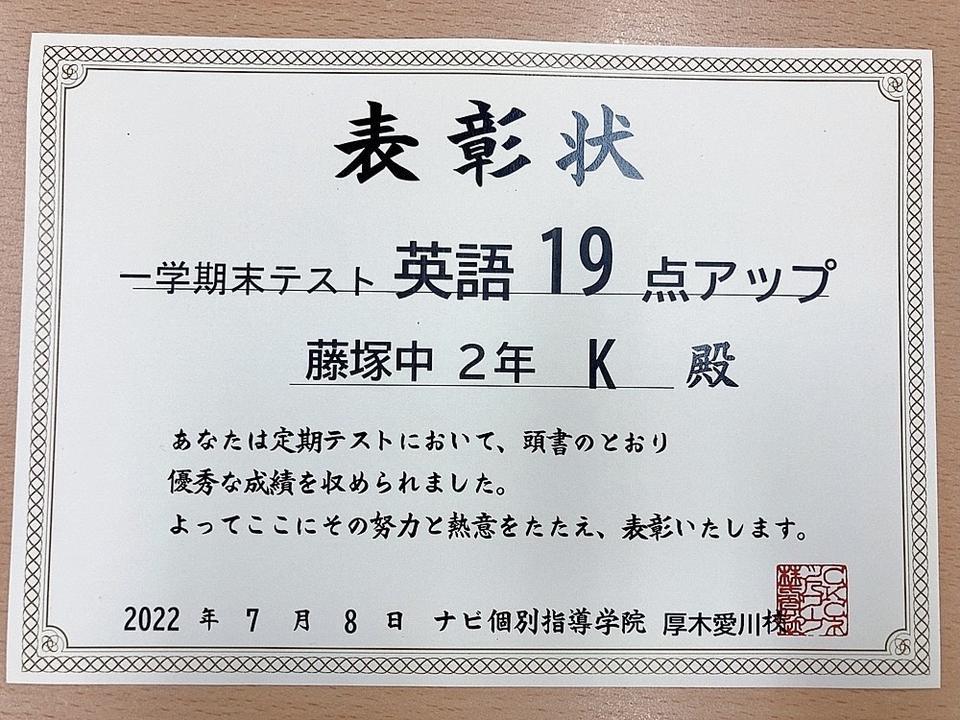 表彰状
一学期末テスト 英語 19 点アップ
藤塚中 2年 K 殿
あなたは定期テストにおいて、頭書のとおり
優秀な成績を収められました。
よってここにその努力と熱意をたたえ、表彰いたします。
2022 年 7 月 8 日 ナビ個別指導学院 厚木愛川校